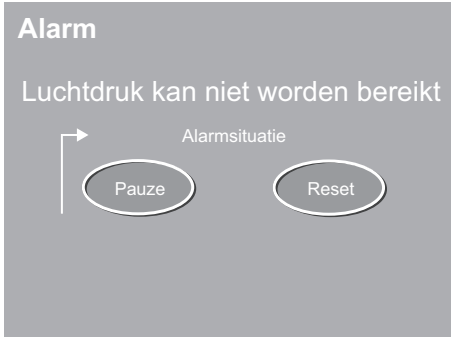 Alarm
Luchtdruk kan niet worden bereikt
Alarmsituatie
Pauze Reset